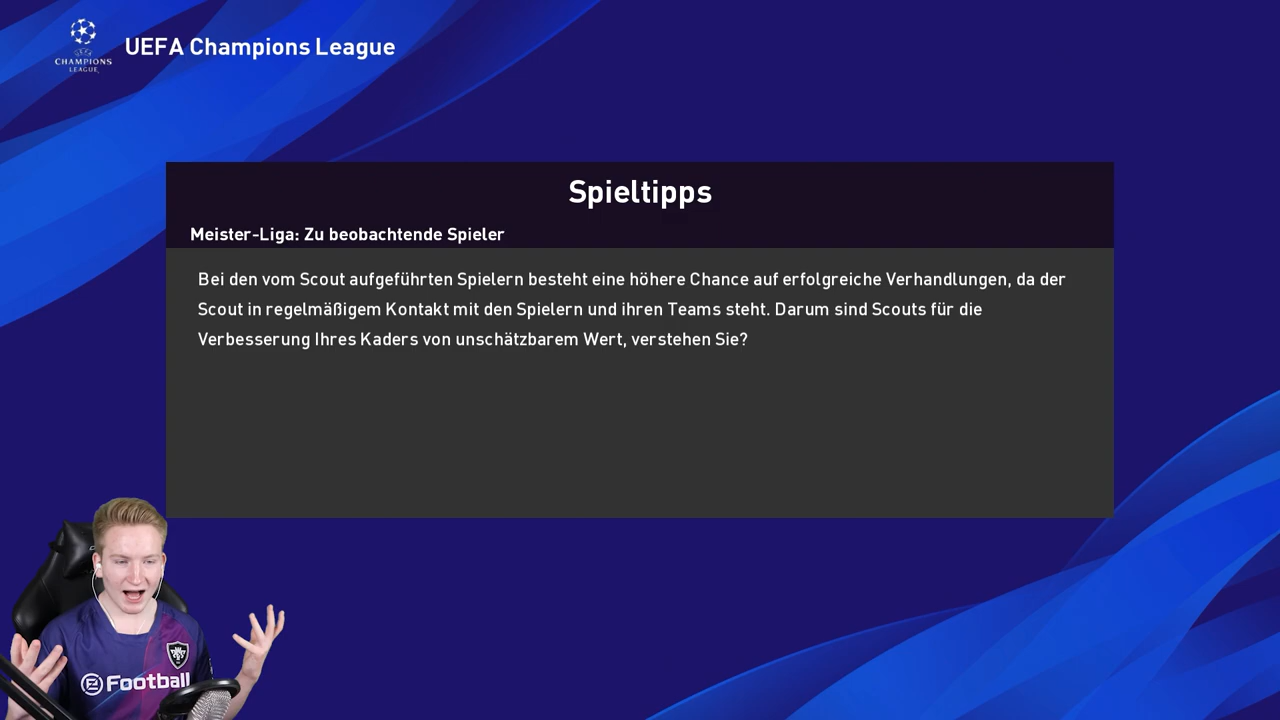 UEFA Champions League
CHAMPIONS
LEAGUE
Spieltipps
Meister-Liga: Zu beobachtende Spieler
Bei den vom Scout aufgeführten Spielern besteht eine höhere Chance auf erfolgreiche Verhandlungen, da der
Scout in regelmäßigem Kontakt mit den Spielern und ihren Teams steht. Darum sind Scouts für die
Verbesserung Ihres Kaders von unschätzbarem Wert, verstehen Sie?
eFootball